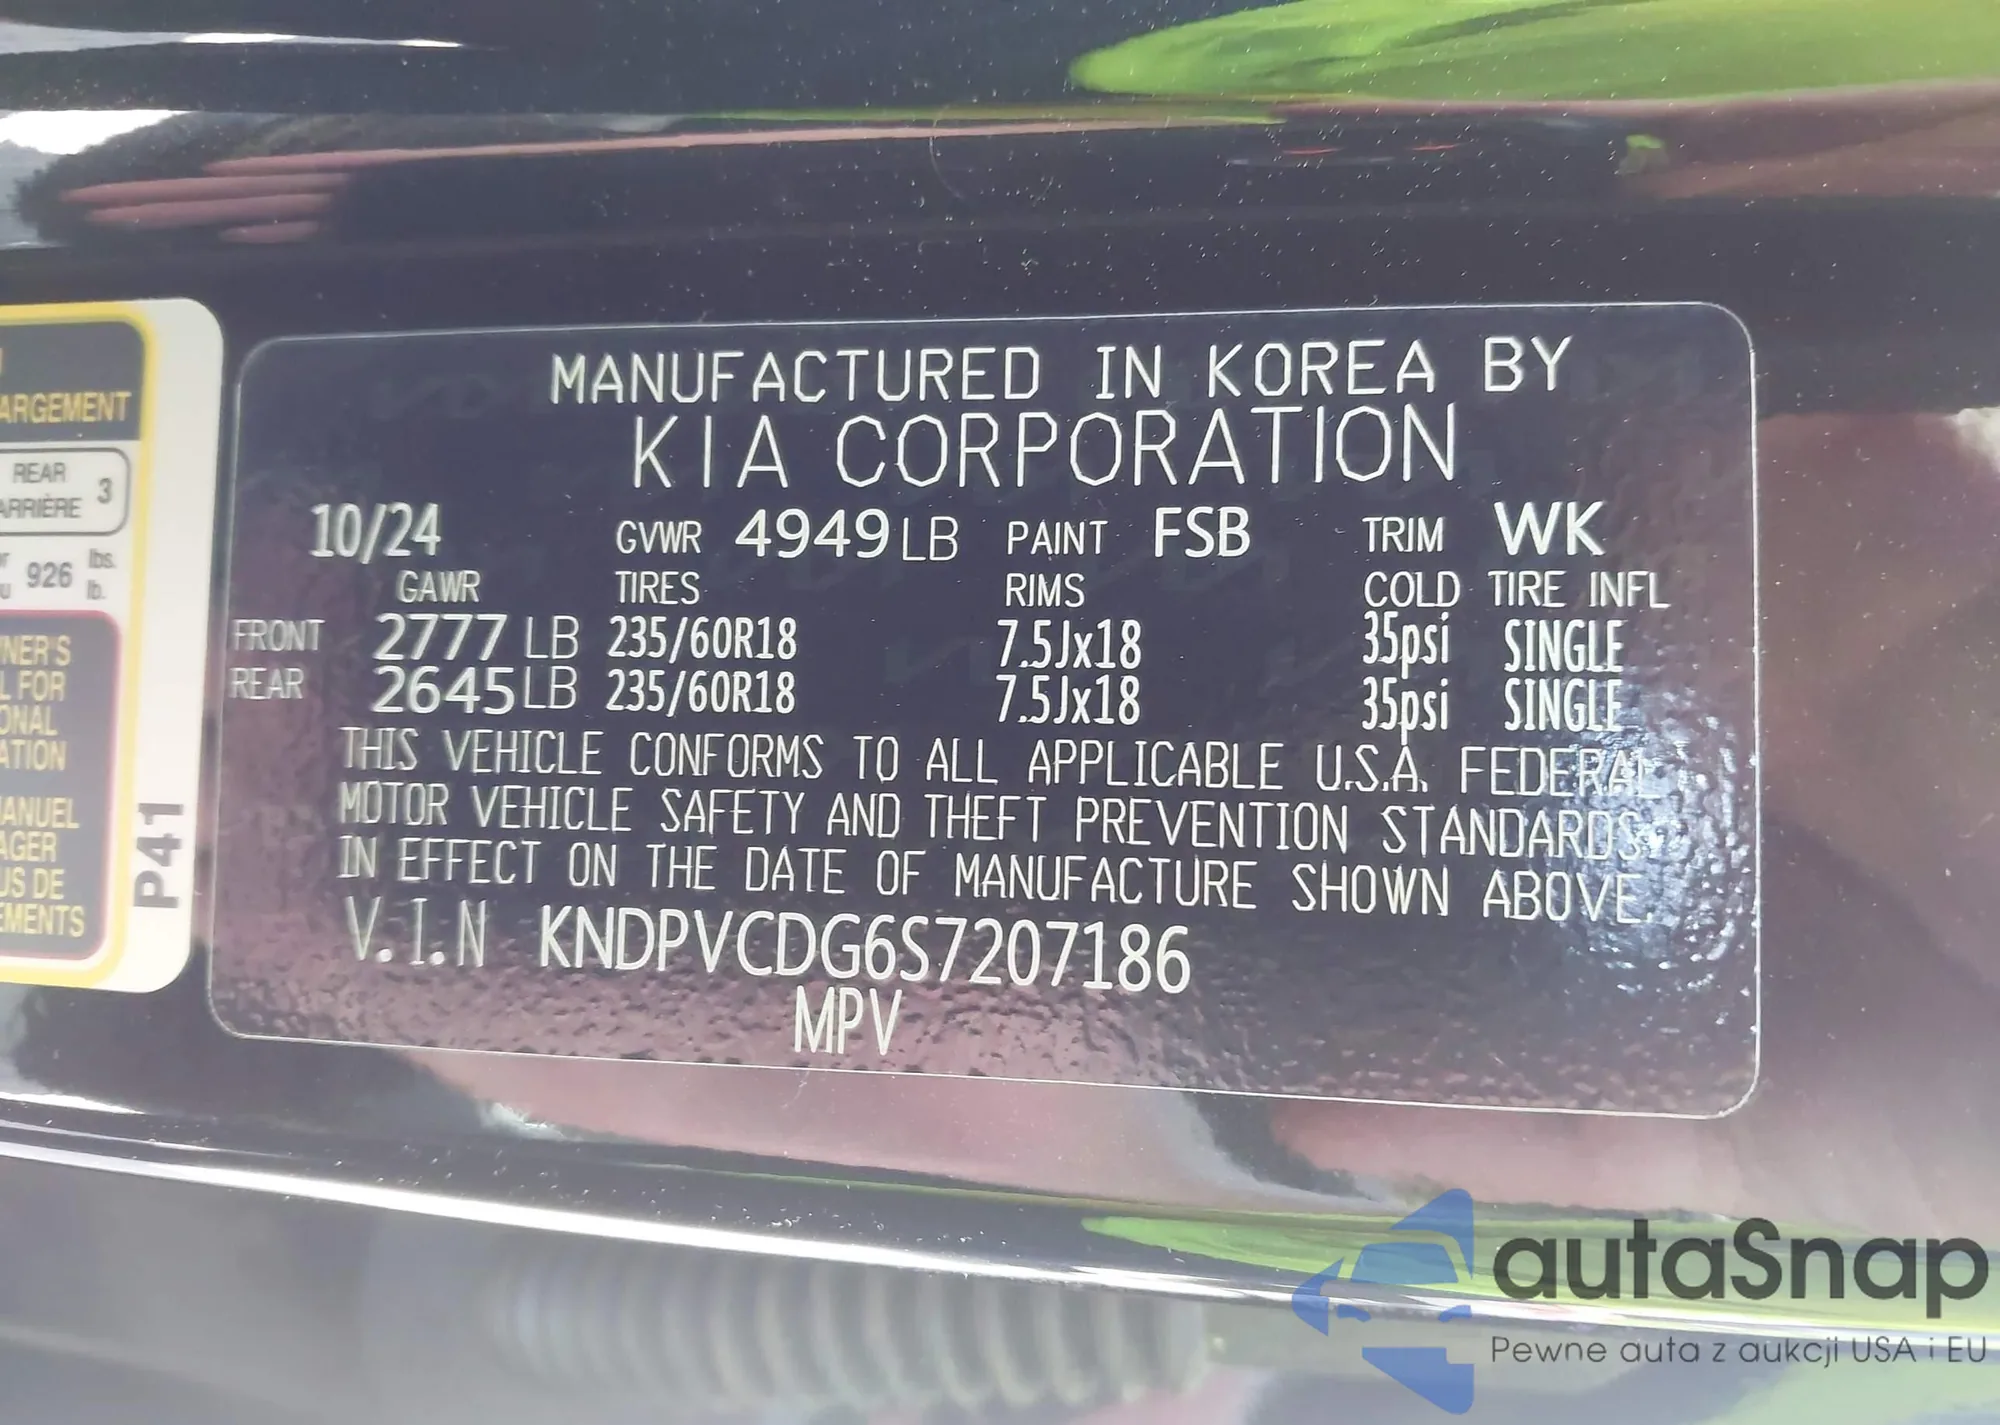 MANUFACTURED IN KOREA BY
KIA CORPORATION
10/24 GVWR 4949 LB PAINT FSB TRIM WK
GAWR TIRES RIMS COLD TIRE INFL
FRONT 2777 LB 235/60R18 7.5Jx18 35psi SINGLE
REAR 2645 LB 235/60R18 7.5Jx18 35psi SINGLE
THIS VEHICLE CONFORMS TO ALL APPLICABLE U.S.A. FEDERAL
MOTOR VEHICLE SAFETY AND THEFT PREVENTION STANDARDS
IN EFFECT ON THE DATE OF MANUFACTURE SHOWN ABOVE.
V.I.N KNDPVCDG6S7207186
MPV
REAR 3
926 lbs.
lb.
L FOR
US DE
P41
autaSnap
Pewne auta z aukcji USA i EU